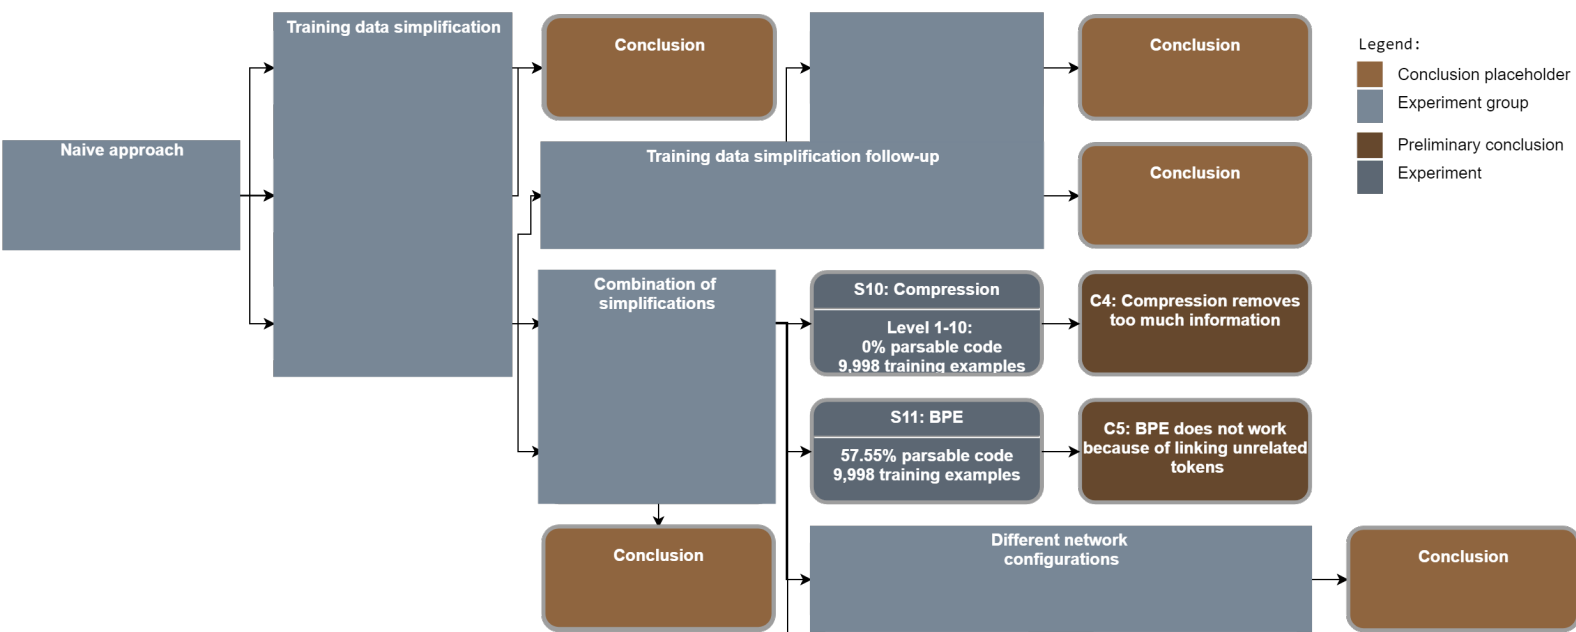 Training data simplification
Conclusion
Conclusion
Legend:
Conclusion placeholder
Experiment group
Preliminary conclusion
Experiment
Naive approach
Training data simplification follow-up
Conclusion
Combination of
simplifications
S10: Compression
Level 1-10:
0% parsable code
9,998 training examples
C4: Compression removes
too much information
S11: BPE
57.55% parsable code
9,998 training examples
C5: BPE does not work
because of linking unrelated
tokens
Conclusion
Different network
configurations
Conclusion